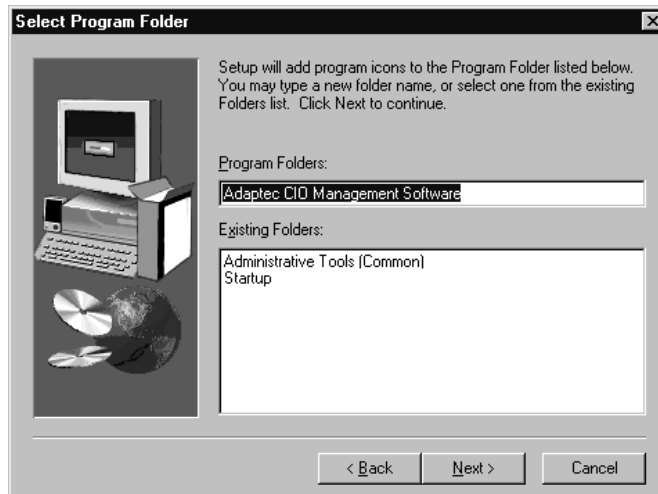 Select Program Folder
Setup will add program icons to the Program Folder listed below.
You may type a new folder name, or select one from the existing
Folders list. Click Next to continue.
Program Folders:
Adaptec CIO Management Software
Existing Folders:
Administrative Tools (Common)
Startup
< Back
Next >
Cancel